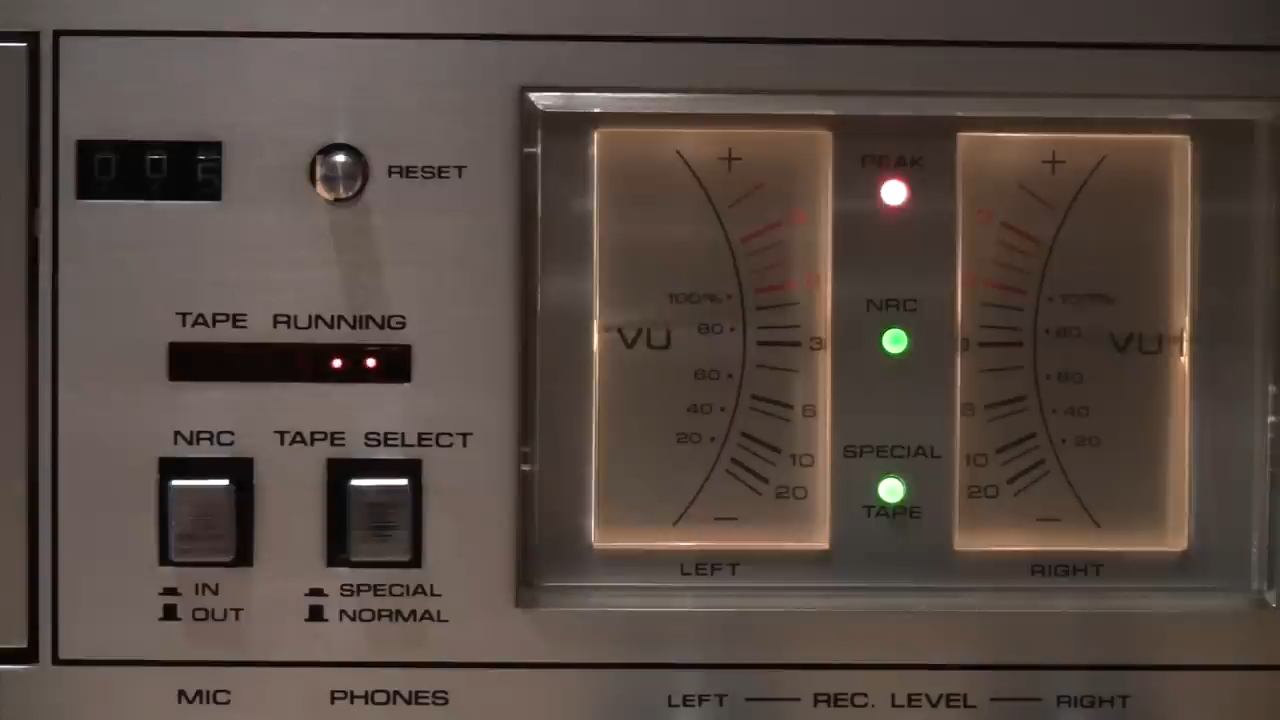 RESET
TAPE RUNNING
NRC TAPE SELECT
IN SPECIAL
OUT NORMAL
MIC PHONES
+
100%
80
VU
3
60
40
6
20
10
20
−
LEFT
PEAK
NRC
SPECIAL
TAPE
+
100%
80
VU
60
40
6
20
10
20
−
RIGHT
LEFT REC. LEVEL RIGHT